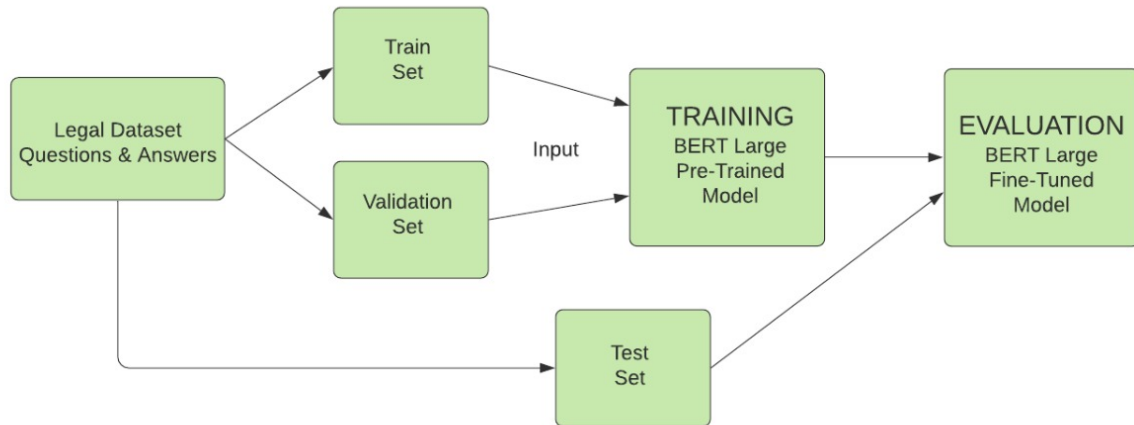 Legal Dataset
Questions & Answers
Train
Set
Validation
Set
Input
TRAINING
BERT Large
Pre-Trained
Model
EVALUATION
BERT Large
Fine-Tuned
Model
Test
Set